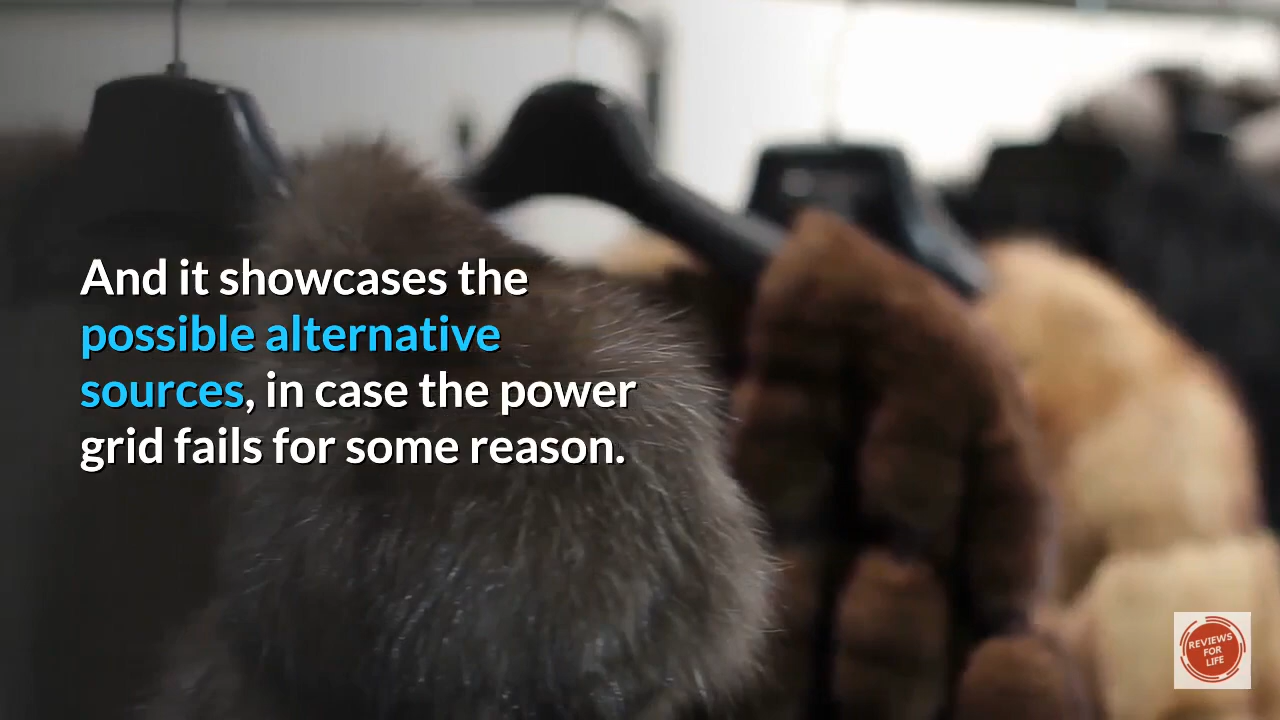 And it showcases the
possible alternative
sources, in case the power
grid fails for some reason.
REVIEWS
FOR
LIFE